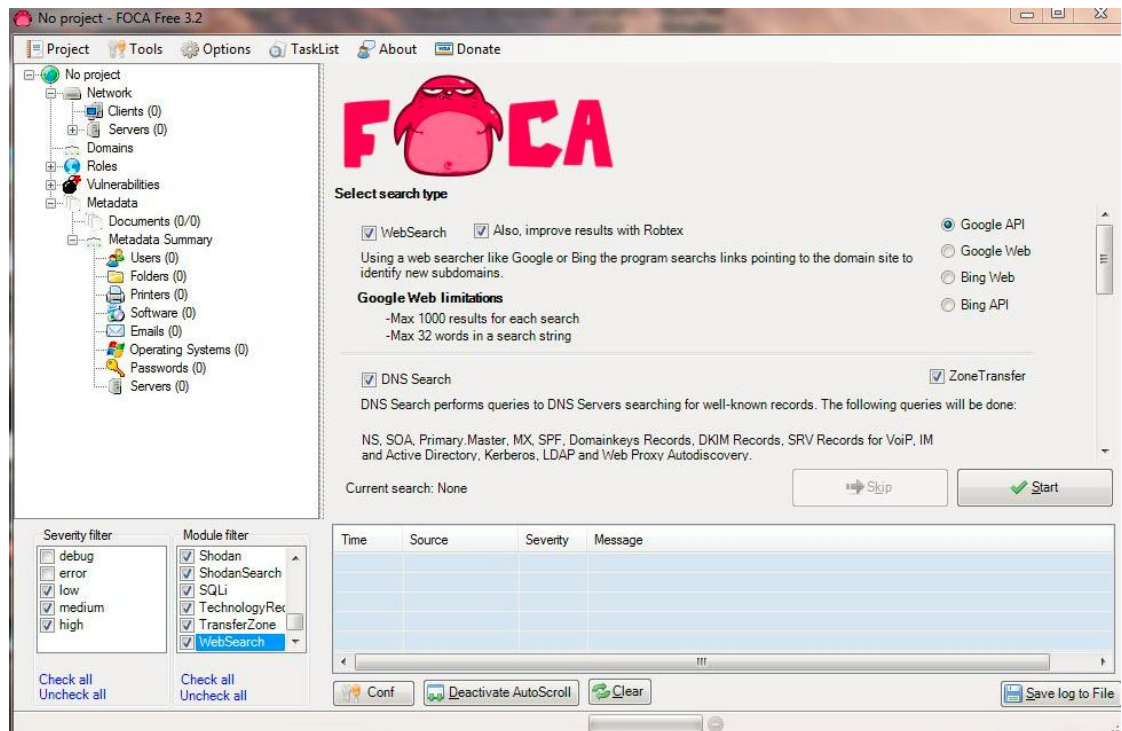 No project - FOCA Free 3.2
Project Tools Options TaskList About Donate
No project
Network
Clients (0)
Servers (0)
Domains
Roles
Vulnerabilities
Metadata
Documents (0/0)
Metadata Summary
Users (0)
Folders (0)
Printers (0)
Software (0)
Emails (0)
Operating Systems (0)
Passwords (0)
Servers (0)
FOCA
Select search type
WebSearch Also, improve results with Robtex
Using a web searcher like Google or Bing the program searchs links pointing to the domain site to
identify new subdomains.
Google Web limitations
-Max 1000 results for each search
-Max 32 words in a search string
Google API
Google Web
Bing Web
Bing API
DNS Search ZoneTransfer
DNS Search performs queries to DNS Servers searching for well-known records. The following queries will be done:
NS, SOA, Primary.Master, MX, SPF, Domainkeys Records, DKIM Records, SRV Records for VoiP, IM
and Active Directory, Kerberos, LDAP and Web Proxy Autodiscovery.
Current search: None Skip Start
Severity filter
debug
error
low
medium
high
Check all
Uncheck all
Module filter
Shodan
ShodanSearch
SQLi
TechnologyRec
TransferZone
WebSearch
Check all
Uncheck all
Time Source Severity Message
Conf Deactivate AutoScroll Clear Save log to File